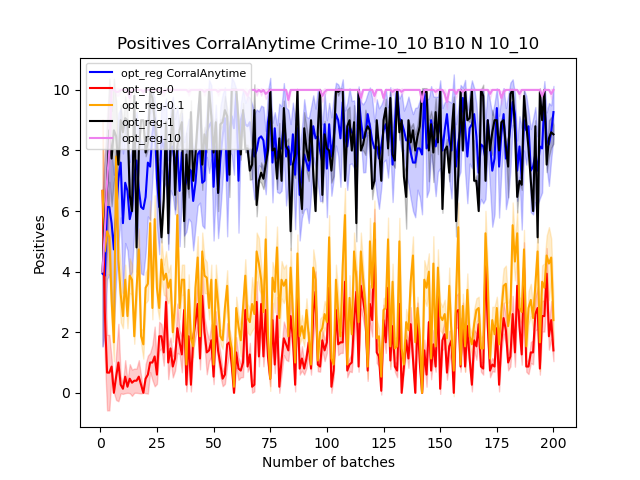 Positives CorralAnytime Crime-10_10 B10 N 10_10
opt_reg CorralAnytime
opt_reg-0
opt_reg-0.1
opt_reg-1
opt_reg-10
Positives
10
8
6
4
2
0
0 25 50 75 100 125 150 175 200
Number of batches